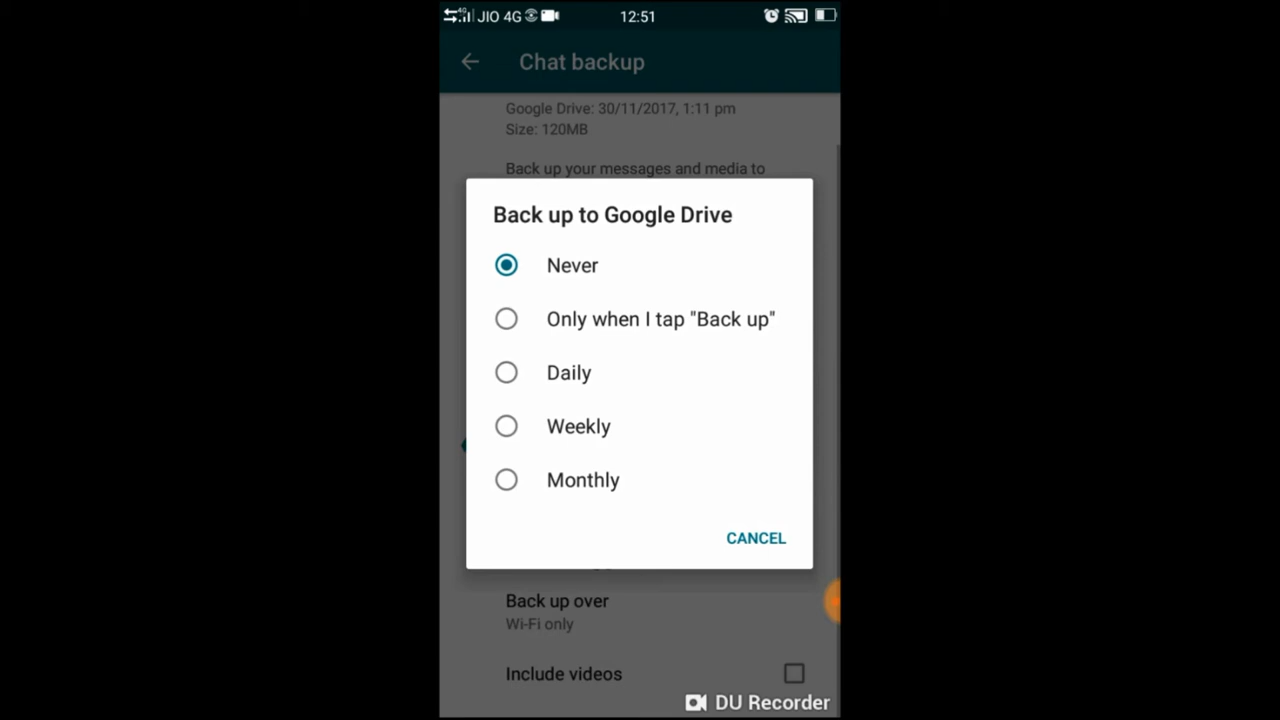 JIO 4G 12:51
Chat backup
Google Drive: 30/11/2017, 1:11 pm
Size: 120MB
Back up your messages and media to
Back up to Google Drive
Never
Only when I tap "Back up"
Daily
Weekly
Monthly
CANCEL
Back up over
Wi-Fi only
Include videos
DU Recorder